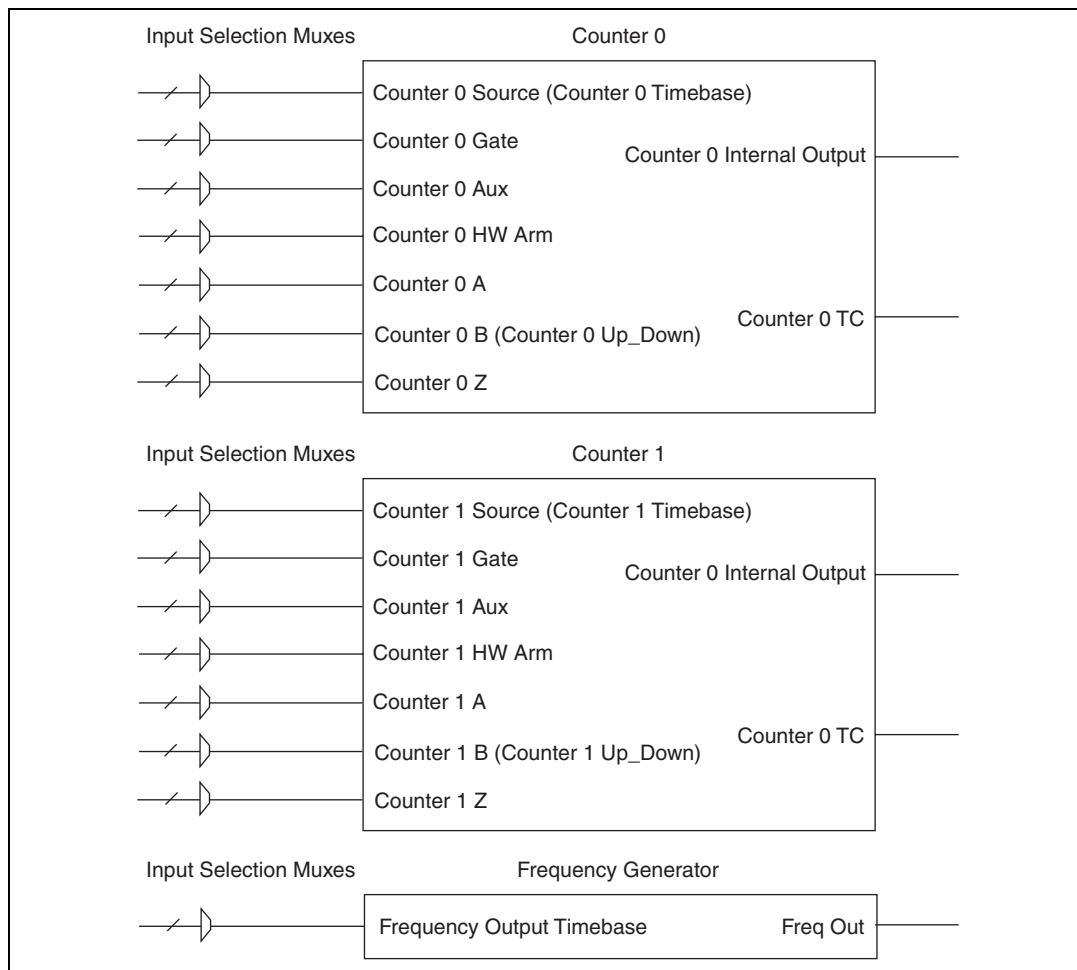 Input Selection Muxes Counter 0
Counter 0 Source (Counter 0 Timebase)
Counter 0 Gate
Counter 0 Internal Output
Counter 0 Aux
Counter 0 HW Arm
Counter 0 A
Counter 0 TC
Counter 0 B (Counter 0 Up_Down)
Counter 0 Z
Input Selection Muxes Counter 1
Counter 1 Source (Counter 1 Timebase)
Counter 1 Gate
Counter 0 Internal Output
Counter 1 Aux
Counter 1 HW Arm
Counter 1 A
Counter 0 TC
Counter 1 B (Counter 1 Up_Down)
Counter 1 Z
Input Selection Muxes Frequency Generator
Frequency Output Timebase Freq Out